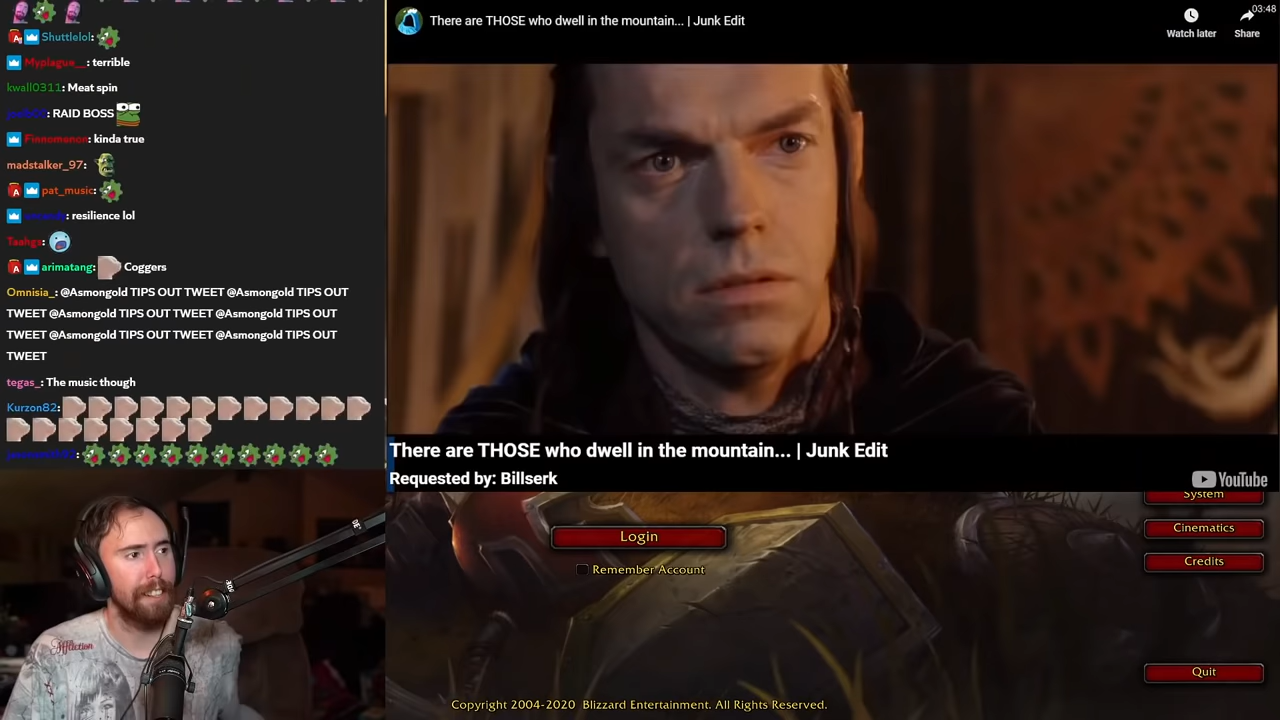 Shuttlelol:
Myplague__: terrible
kwall0311: Meat spin
RAID BOSS
Finnomanon: kinda true
madstalker_97:
pat_music:
: resilience lol
Taahgs:
arimatang: Coggers
Omnisia_: @Asmongold TIPS OUT TWEET @Asmongold TIPS OUT
TWEET @Asmongold TIPS OUT TWEET @Asmongold TIPS OUT
TWEET @Asmongold TIPS OUT TWEET @Asmongold TIPS OUT
TWEET
tegas_: The music though
Kurzon82:
There are THOSE who dwell in the mountain... | Junk Edit
Watch later
Share
03:48
There are THOSE who dwell in the mountain... | Junk Edit
Requested by: Billserk
YouTube
System
Login
Cinematics
Remember Account
Credits
Affliction
Quit
Copyright 2004-2020 Blizzard Entertainment. All Rights Reserved.